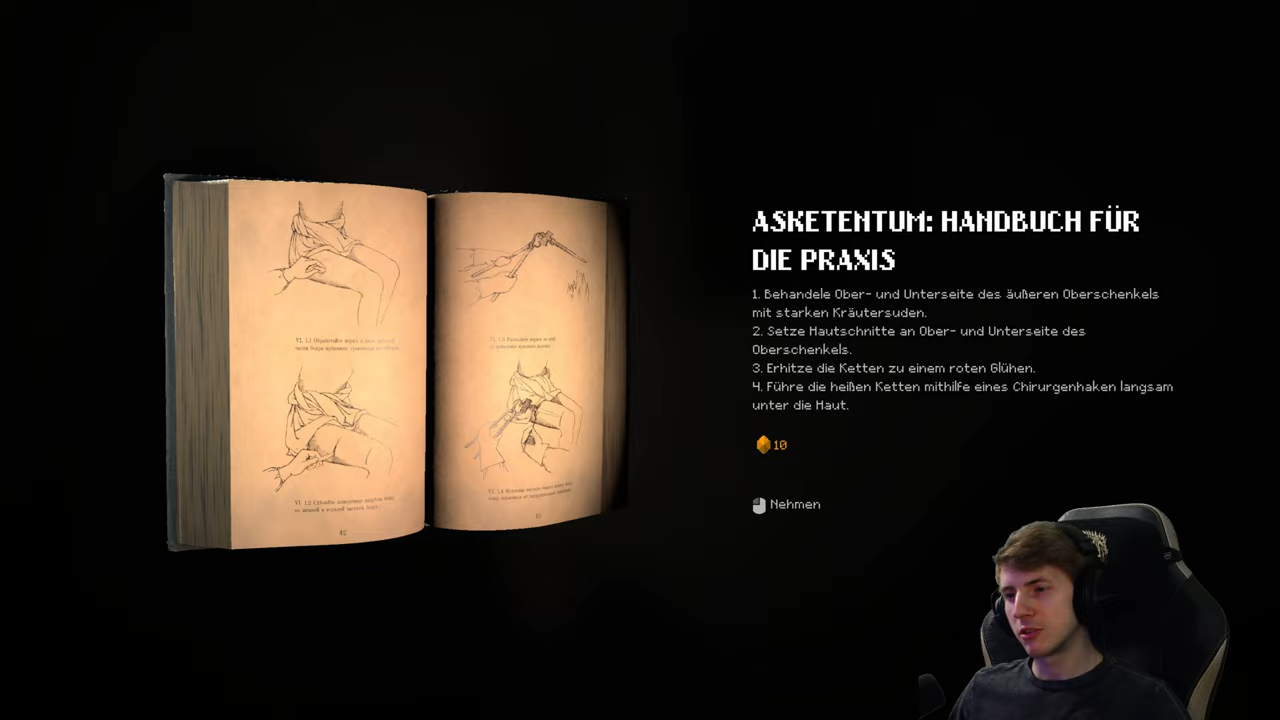 ASKETENTUM: HANDBUCH FÜR
DIE PRAXIS
1. Behandele Ober- und Unterseite des äußeren Oberschenkels
mit starken Kräutersuden.
2. Setze Hautschnitte an Ober- und Unterseite des
Oberschenkels.
3. Erhitze die Ketten zu einem roten Glühen.
4. Führe die heißen Ketten mithilfe eines Chirurgenhaken langsam
unter die Haut.
10
Nehmen
42